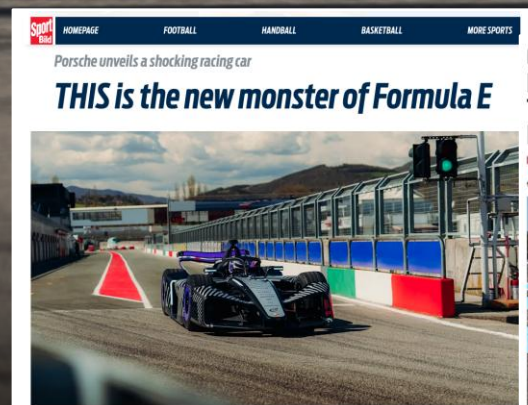 Sport
Bild
HOMEPAGE
FOOTBALL
HANDBALL
BASKETBALL
MORE SPORTS
Porsche unveils a shocking racing car
THIS is the new monster of Formula E